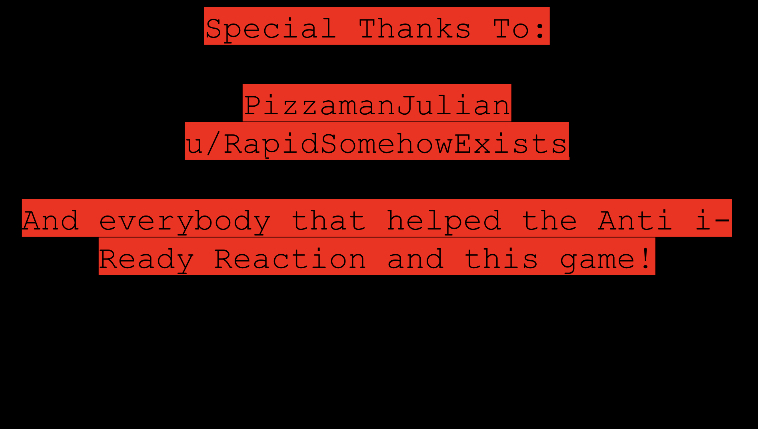 Special Thanks To:
PizzamanJulian
u/RapidSomehowExists
And everybody that helped the Anti i-
Ready Reaction and this game!